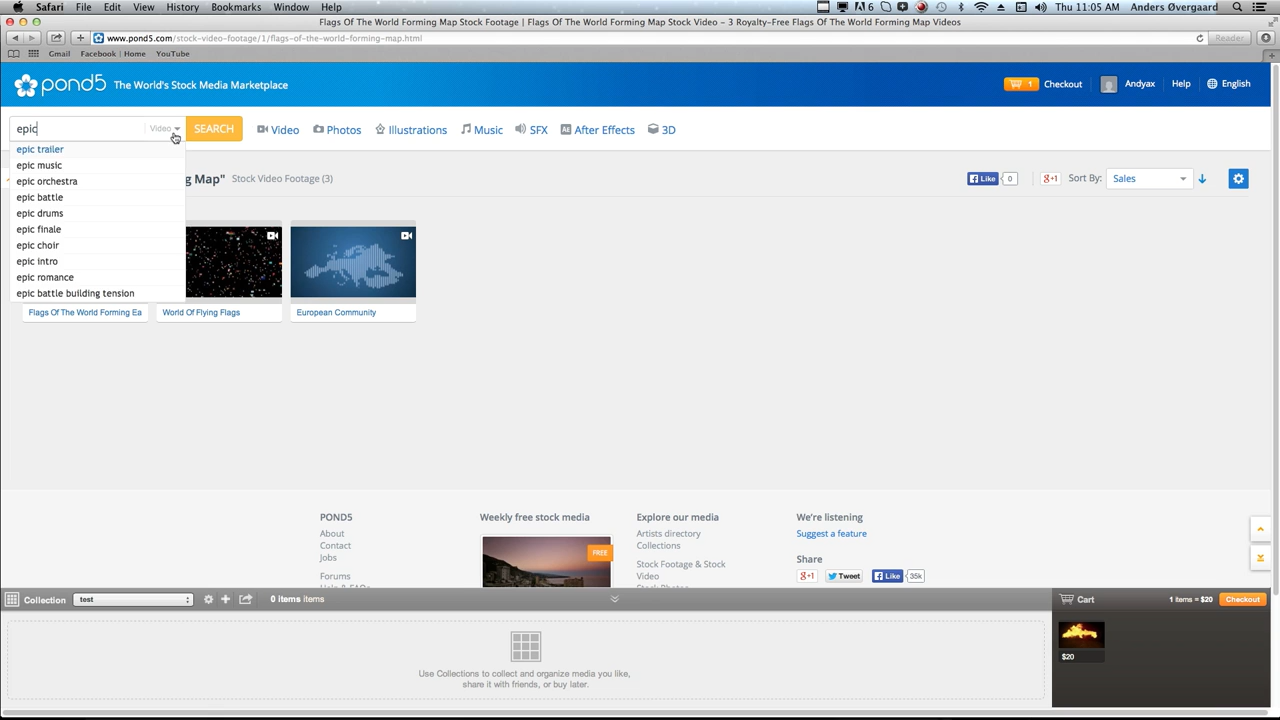 Safari File Edit View History Bookmarks Window Help
6 Thu 11:05 AM Anders Øvergaard
Flags Of The World Forming Map Stock Footage | Flags Of The World Forming Map Stock Video – 3 Royalty-Free Flags Of The World Forming Map Videos
www.pond5.com/stock-video-footage/1/flags-of-the-world-forming-map.html
Reader
Gmail Facebook | Home YouTube
pond5 The World's Stock Media Marketplace
1 Checkout Andyax Help English
epic Video SEARCH Video Photos Illustrations Music SFX AE After Effects 3D
epic trailer
epic music
epic orchestra
epic battle
epic drums
epic finale
epic choir
epic intro
epic romance
epic battle building tension
g Map" Stock Video Footage (3)
Like 0 g+1 Sort By: Sales
Flags Of The World Forming Ea World Of Flying Flags European Community
POND5
About
Contact
Jobs
Forums
Weekly free stock media
FREE
Explore our media
Artists directory
Collections
Stock Footage & Stock
Video
We're listening
Suggest a feature
Share
g+1 Tweet Like 35k
Collection test 0 items items
Use Collections to collect and organize media you like,
share it with friends, or buy later.
Cart 1 items = $20 Checkout
$20